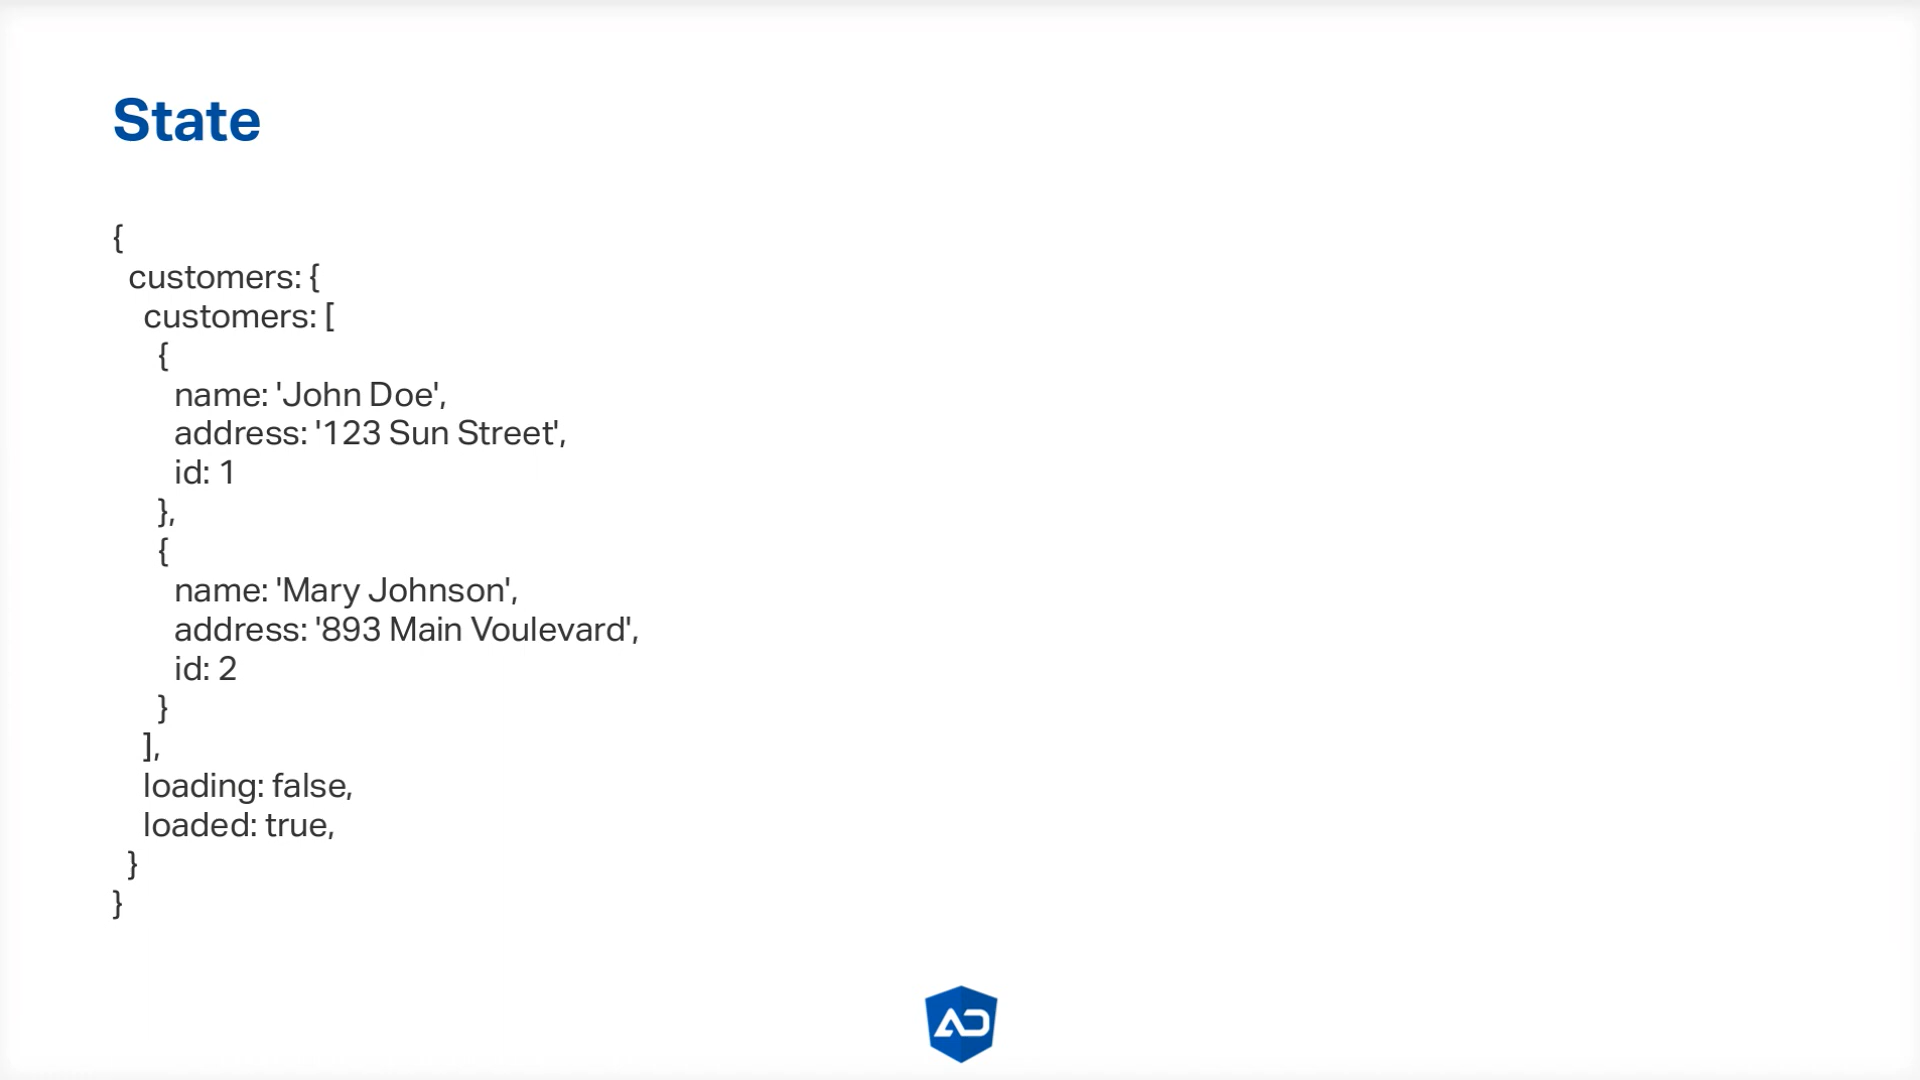 State
{
customers: {
customers: [
{
name: 'John Doe',
address: '123 Sun Street',
id: 1
},
{
name: 'Mary Johnson',
address: '893 Main Voulevard',
id: 2
}
],
loading: false,
loaded: true,
}
}
AD